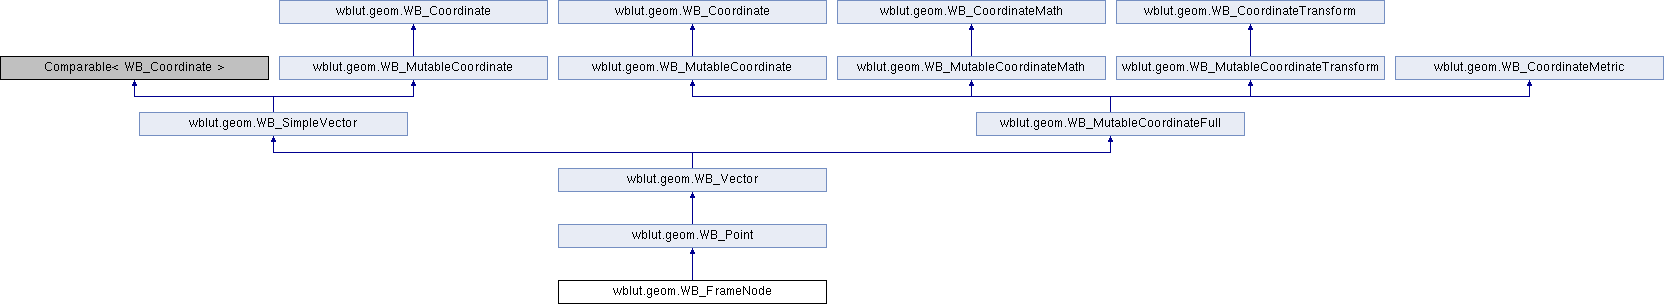 wblut.geom.WB_Coordinate
wblut.geom.WB_Coordinate
wblut.geom.WB_CoordinateMath
wblut.geom.WB_CoordinateTransform
Comparable< WB_Coordinate >
wblut.geom.WB_MutableCoordinate
wblut.geom.WB_MutableCoordinate
wblut.geom.WB_MutableCoordinateMath
wblut.geom.WB_MutableCoordinateTransform
wblut.geom.WB_CoordinateMetric
wblut.geom.WB_SimpleVector
wblut.geom.WB_MutableCoordinateFull
wblut.geom.WB_Vector
wblut.geom.WB_Point
wblut.geom.WB_FrameNode